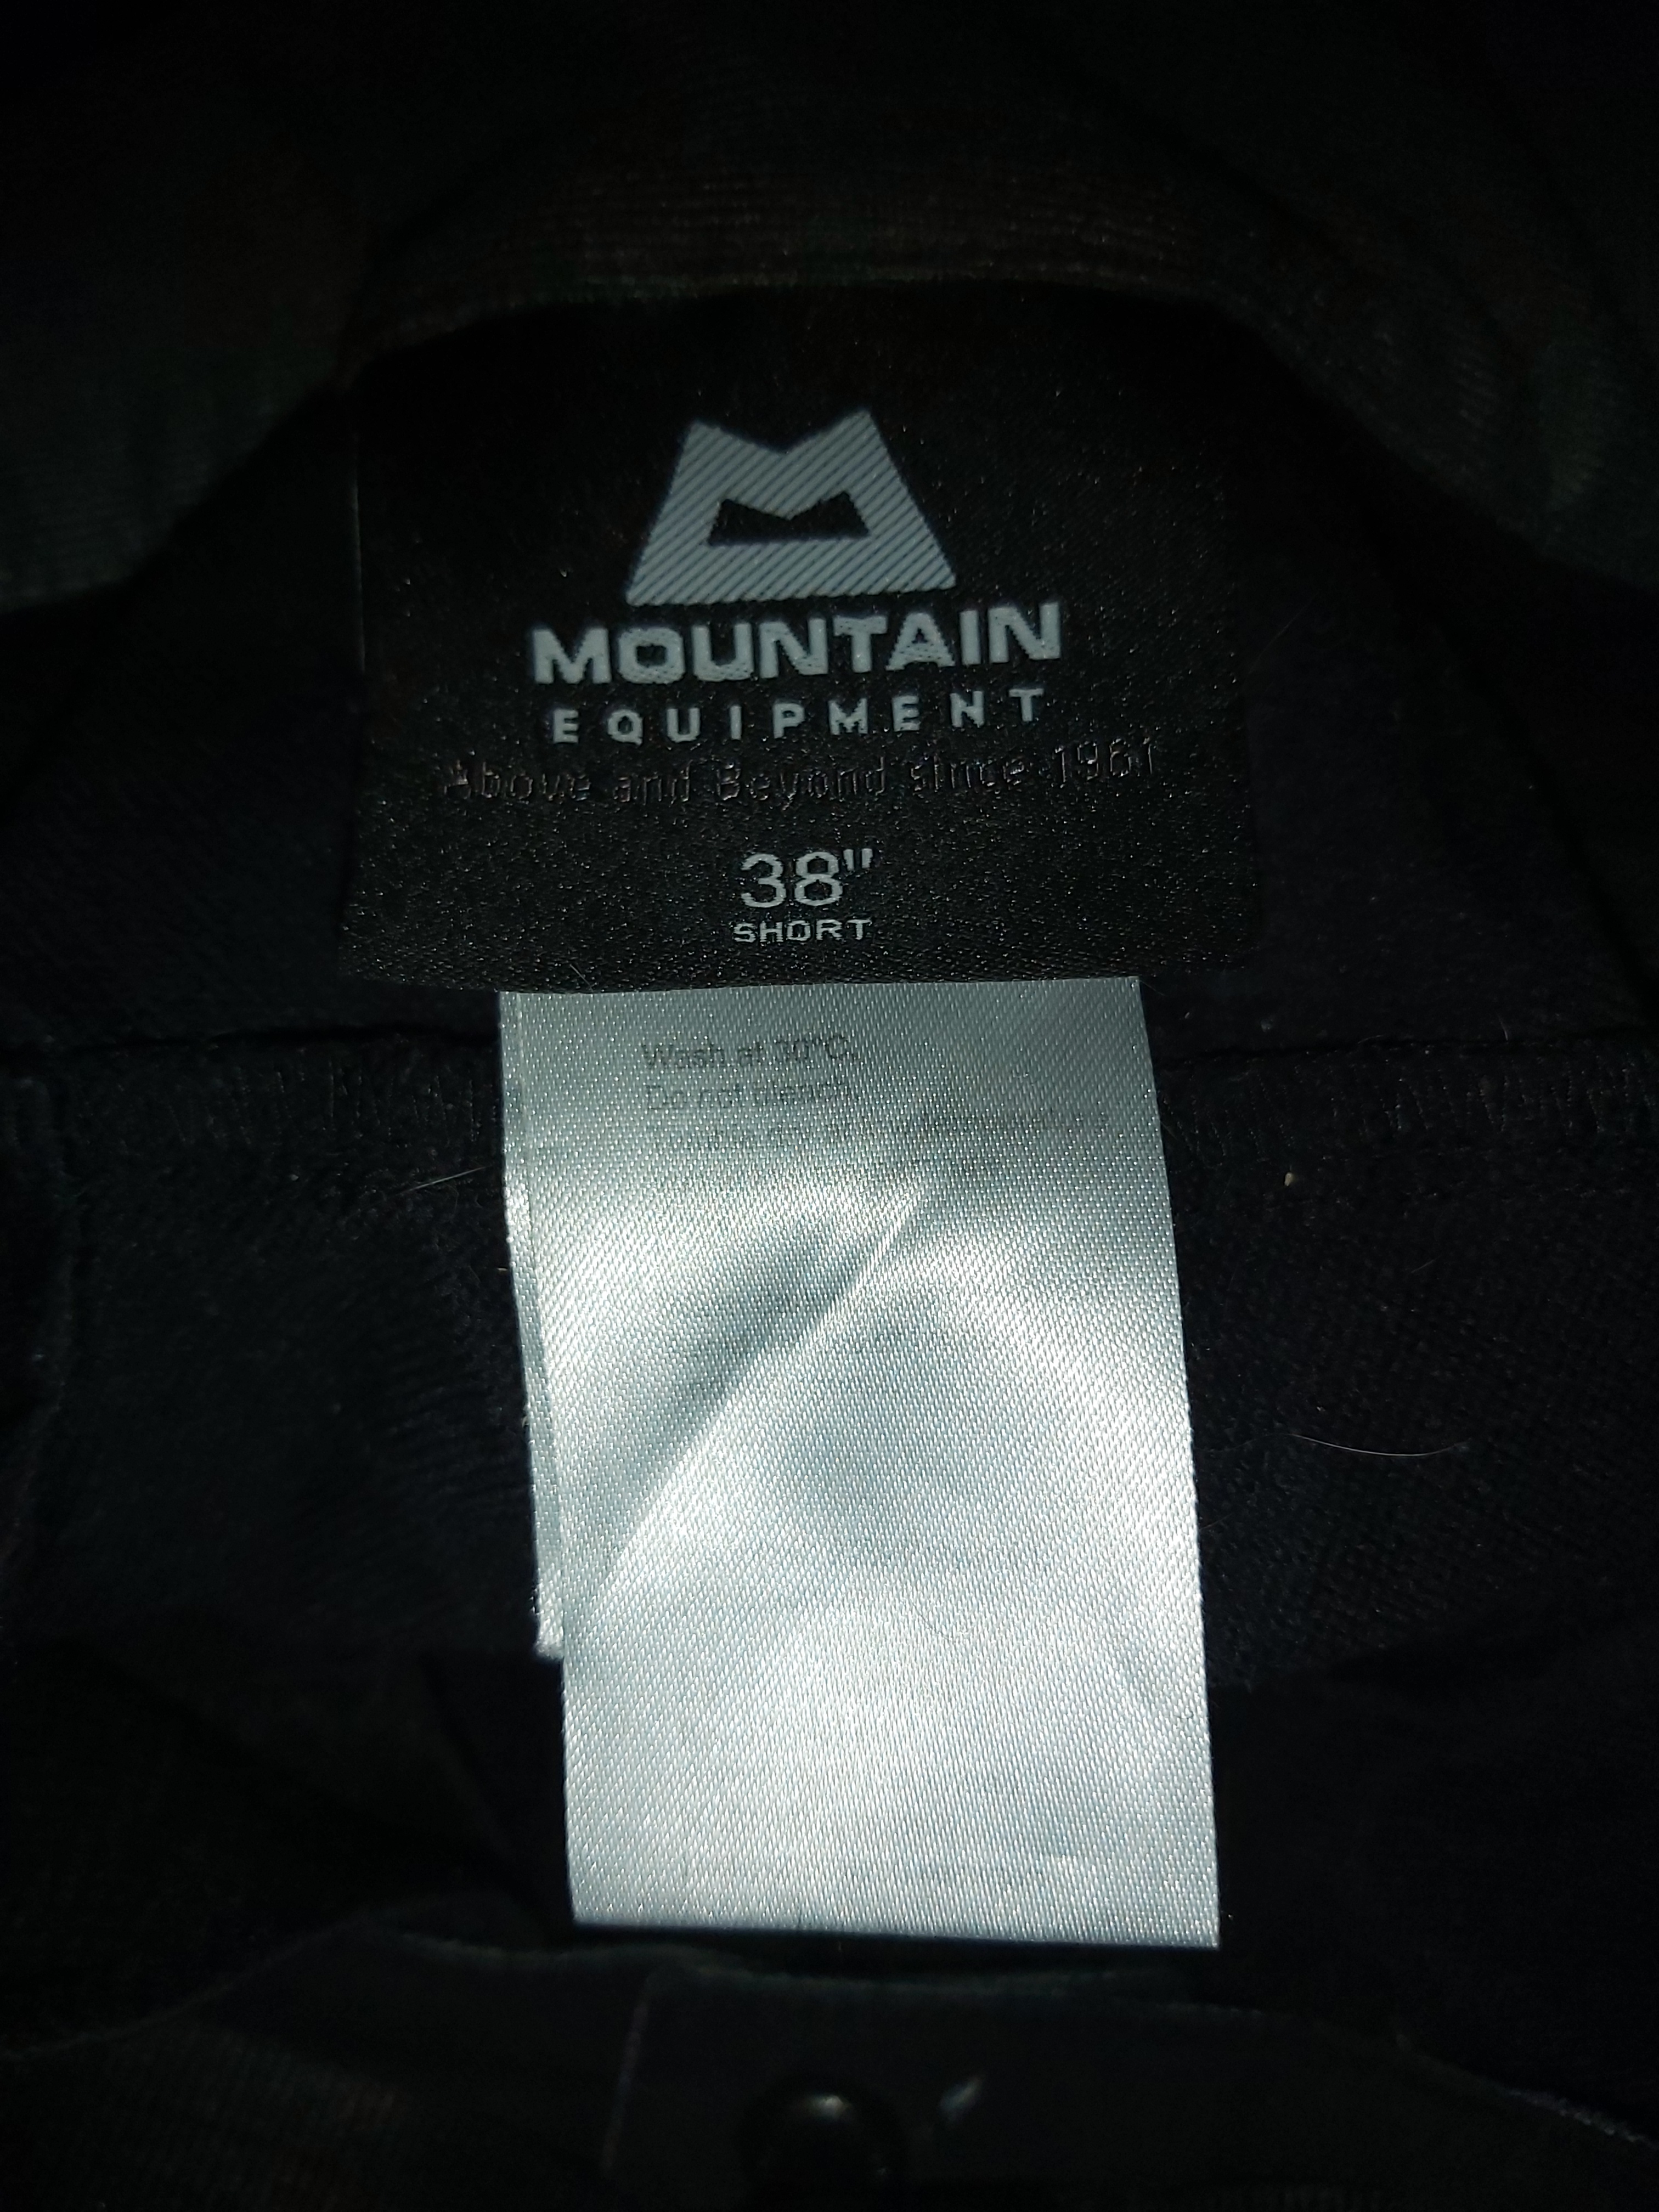 MOUNTAIN
EQUIPMENT
Above and Beyond since 1961
38"
SHORT
Wash at 30°C.
Do not bleach.